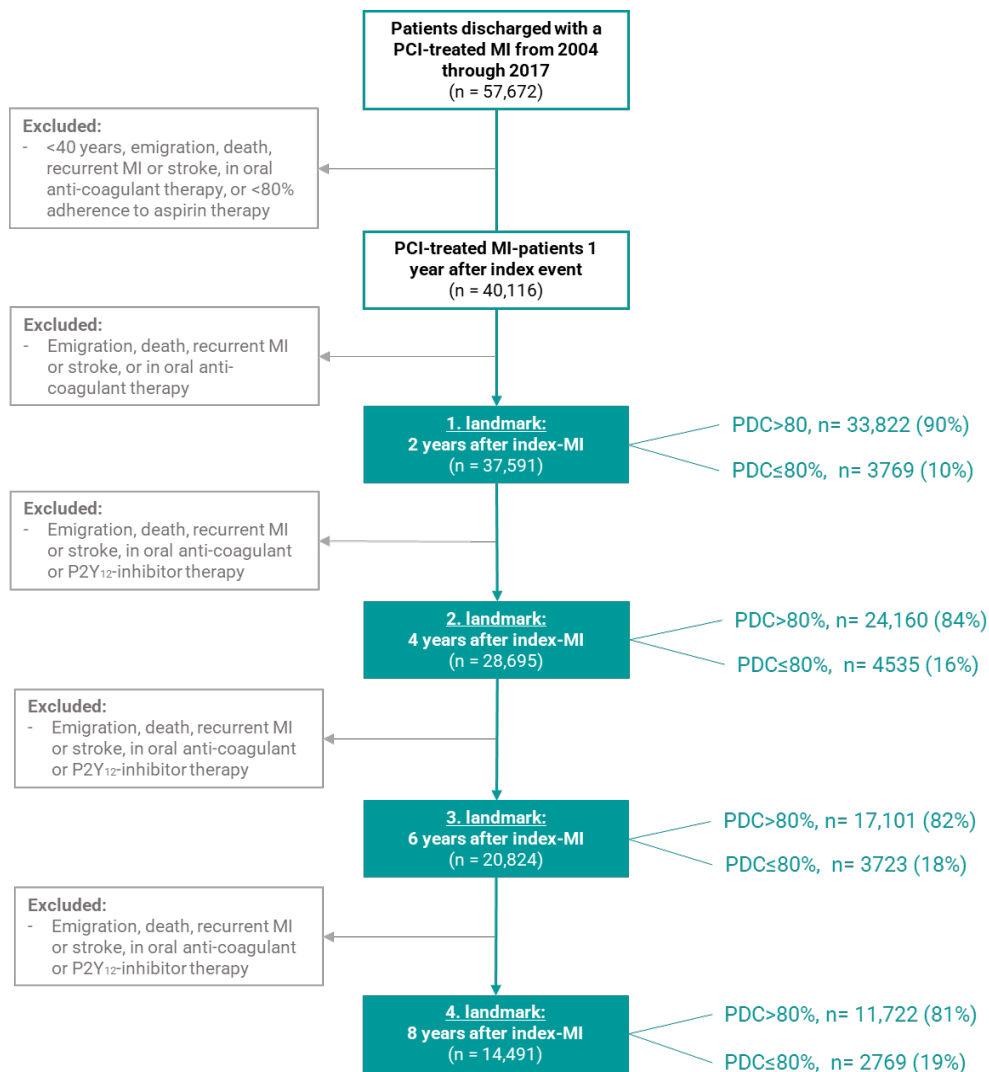 Patients discharged with a
PCI-treated MI from 2004
through 2017
(n = 57,672)
Excluded:
- <40 years, emigration, death,
recurrent MI or stroke, in oral
anti-coagulant therapy, or <80%
adherence to aspirin therapy
PCI-treated MI-patients 1
year after index event
(n = 40,116)
Excluded:
- Emigration, death, recurrent MI
or stroke, or in oral anti-
coagulant therapy
1. landmark:
2 years after index-MI
(n = 37,591)
PDC>80, n= 33,822 (90%)
PDC≤80%, n= 3769 (10%)
Excluded:
- Emigration, death, recurrent MI
or stroke, in oral anti-coagulant
or P2Y₁₂-inhibitor therapy
2. landmark:
4 years after index-MI
(n = 28,695)
PDC>80%, n= 24,160 (84%)
PDC≤80%, n= 4535 (16%)
Excluded:
- Emigration, death, recurrent MI
or stroke, in oral anti-coagulant
or P2Y₁₂-inhibitor therapy
3. landmark:
6 years after index-MI
(n = 20,824)
PDC>80%, n= 17,101 (82%)
PDC≤80%, n= 3723 (18%)
Excluded:
- Emigration, death, recurrent MI
or stroke, in oral anti-coagulant
or P2Y₁₂-inhibitor therapy
4. landmark:
8 years after index-MI
(n = 14,491)
PDC>80%, n= 11,722 (81%)
PDC≤80%, n= 2769 (19%)